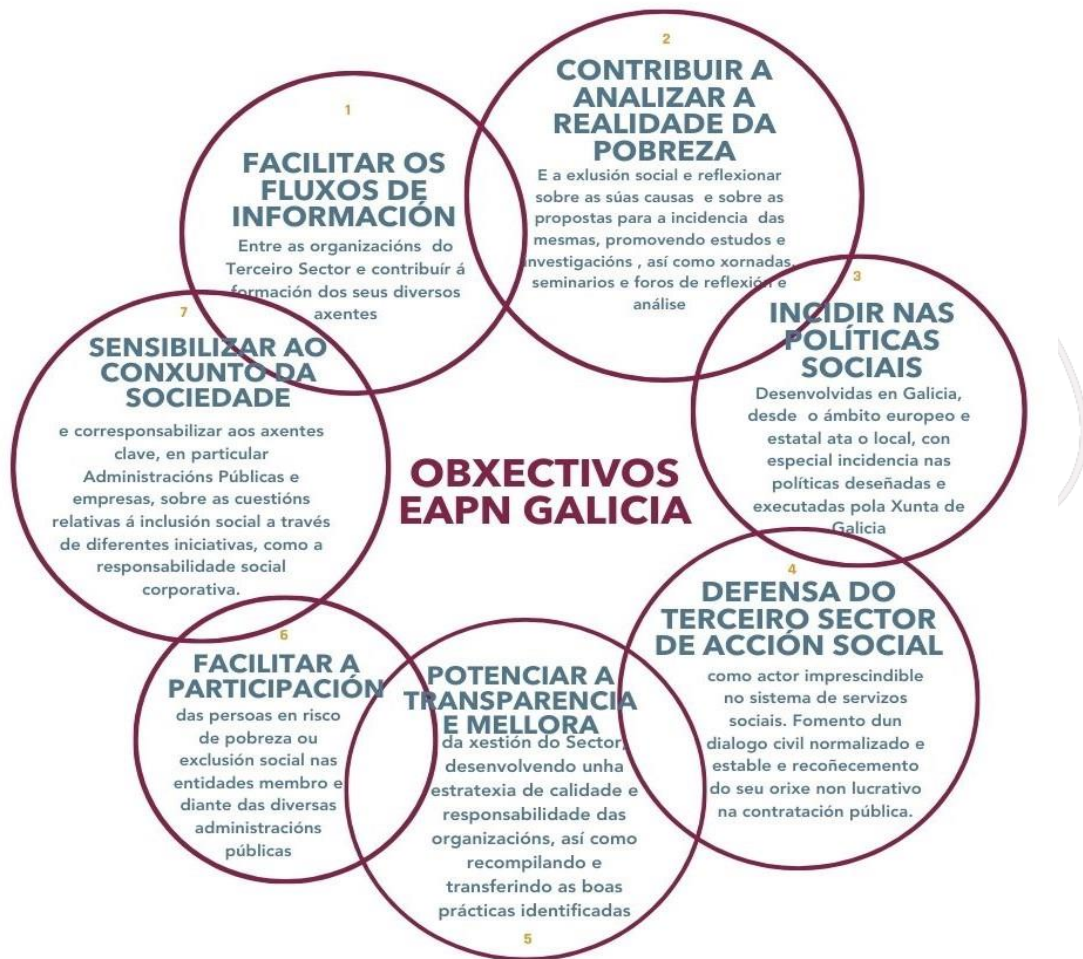 1
FACILITAR OS
FLUXOS DE
INFORMACIÓN
Entre as organizacións do
Terceiro Sector e contribuír á
formación dos seus diversos
axentes
2
CONTRIBUIR A
ANALIZAR A
REALIDADE DA
POBREZA
E a exlusión social e reflexionar
sobre as súas causas e sobre as
propostas para a incidencia das
mesmas, promovendo estudos e
investigacións , así como xornadas,
seminarios e foros de reflexión e
análise
3
INCIDIR NAS
POLÍTICAS
SOCIAIS
Desenvolvidas en Galicia,
desde o ámbito europeo e
estatal ata o local, con
especial incidencia nas
políticas deseñadas e
executadas pola Xunta de
Galicia
4
DEFENSA DO
TERCEIRO SECTOR
DE ACCIÓN SOCIAL
como actor imprescindible
no sistema de servizos
sociais. Fomento dun
dialogo civil normalizado e
estable e recoñecemento
do seu orixe non lucrativo
na contratación pública.
POTENCIAR A
TRANSPARENCIA
E MELLORA
da xestión do Sector,
desenvolvendo unha
estratexia de calidade e
responsabilidade das
organizacións, así como
recompilando e
transferindo as boas
prácticas identificadas
5
6
FACILITAR A
PARTICIPACIÓN
das persoas en risco
de pobreza ou
exclusión social nas
entidades membro e
diante das diversas
administracións
públicas
7
SENSIBILIZAR AO
CONXUNTO DA
SOCIEDADE
e corresponsabilizar aos axentes
clave, en particular
Administracións Públicas e
empresas, sobre as cuestións
relativas á inclusión social a través
de diferentes iniciativas, como a
responsabilidade social
corporativa.
OBXECTIVOS
EAPN GALICIA